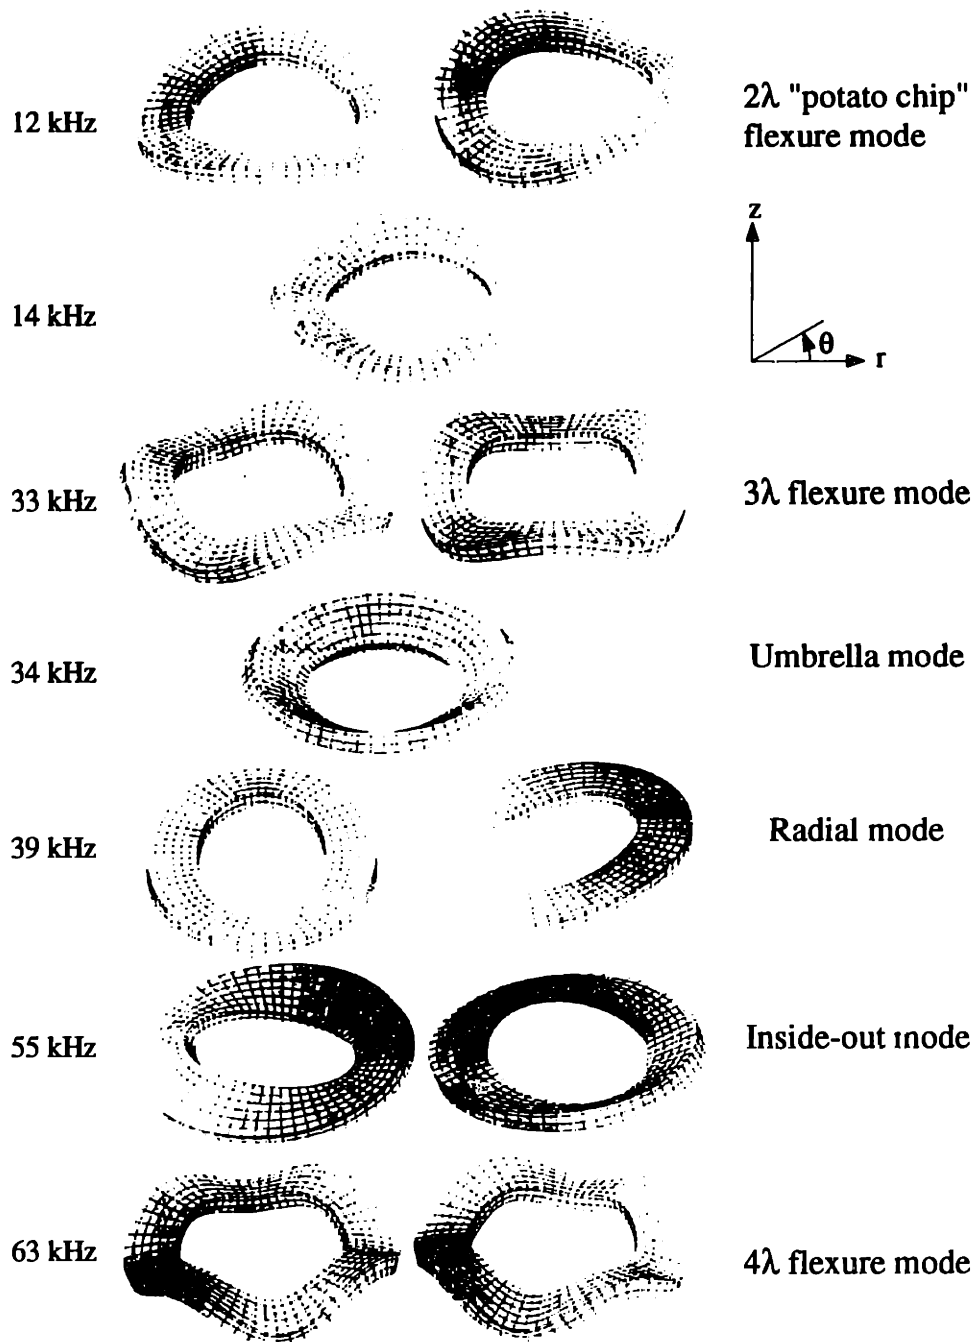 12 kHz
2λ "potato chip"
flexure mode
z
θ
r
14 kHz
33 kHz
3λ flexure mode
34 kHz
Umbrella mode
39 kHz
Radial mode
55 kHz
Inside-out mode
63 kHz
4λ flexure mode